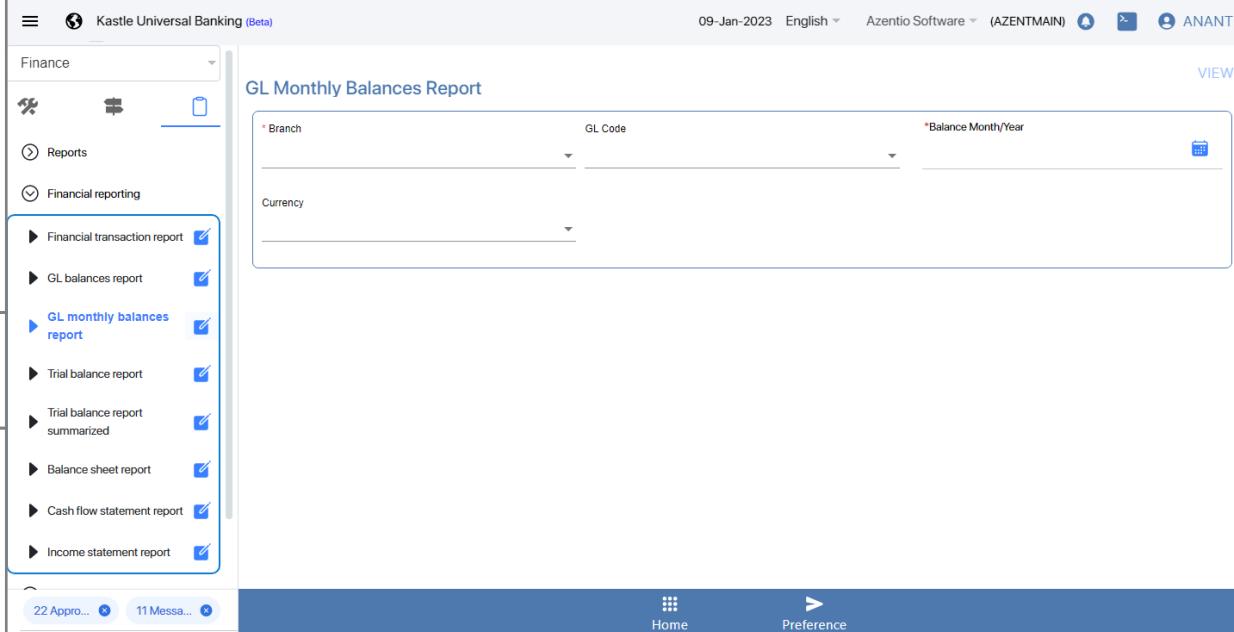 Kastle Universal Banking (Beta)
09-Jan-2023 English Azentio Software (AZENTMAIN) ANANT
Finance
VIEW
GL Monthly Balances Report
* Branch
GL Code
*Balance Month/Year
Currency
Reports
Financial reporting
Financial transaction report
GL balances report
GL monthly balances
report
Trial balance report
Trial balance report
summarized
Balance sheet report
Cash flow statement report
Income statement report
22 Appro...
11 Messa...
Home
Preference